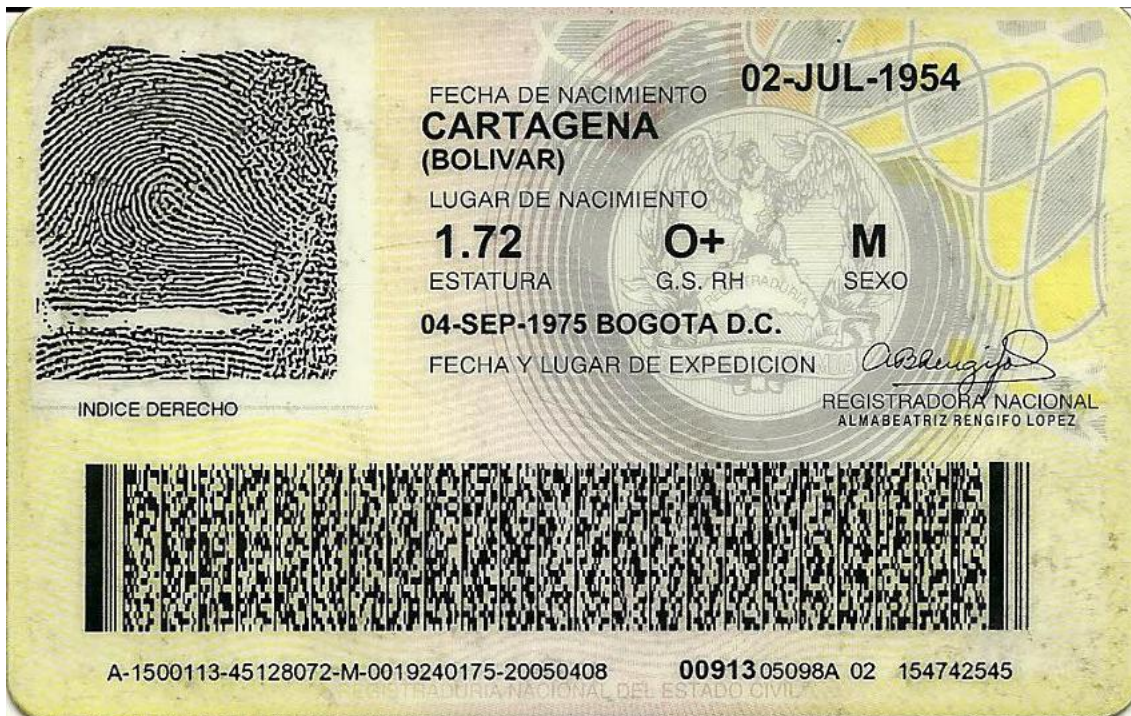 02-JUL-1954
FECHA DE NACIMIENTO
CARTAGENA
(BOLIVAR)
LUGAR DE NACIMIENTO
1.72 O+ M
ESTATURA G.S. RH SEXO
04-SEP-1975 BOGOTA D.C.
FECHA Y LUGAR DE EXPEDICION
REGISTRADORA NACIONAL
ALMABEATRIZ RENGIFO LOPEZ
INDICE DERECHO
A-1500113-45128072-M-0019240175-20050408 00913 05098A 02 154742545
REGISTRADURIA NACIONAL DEL ESTADO CIVIL